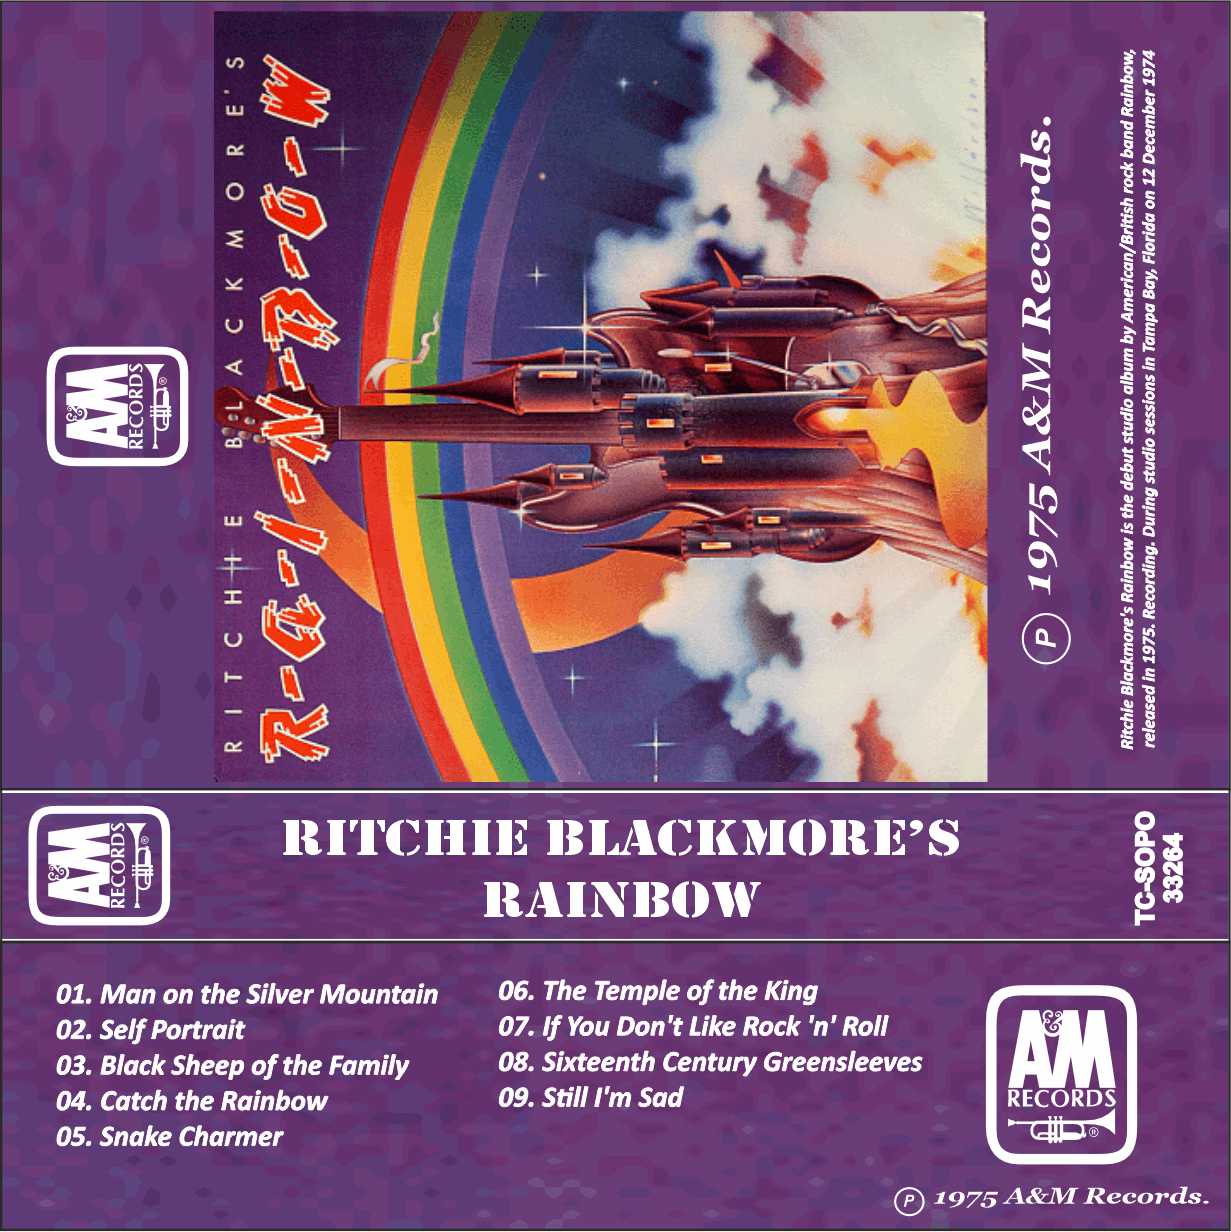 RITCHIE BLACKMORE'S
R-A-I-N-B-O-W
A&M
RECORDS
®
Ⓟ 1975 A&M Records.
Ritchie Blackmore's Rainbow is the debut studio album by American/British rock band Rainbow,
released in 1975. Recording. During studio sessions in Tampa Bay, Florida on 12 December 1974
A&M
RECORDS
®
RITCHIE BLACKMORE'S
RAINBOW
TC-SOPO
33264
01. Man on the Silver Mountain
02. Self Portrait
03. Black Sheep of the Family
04. Catch the Rainbow
05. Snake Charmer
06. The Temple of the King
07. If You Don't Like Rock 'n' Roll
08. Sixteenth Century Greensleeves
09. Still I'm Sad
A&M
RECORDS
®
Ⓟ 1975 A&M Records.